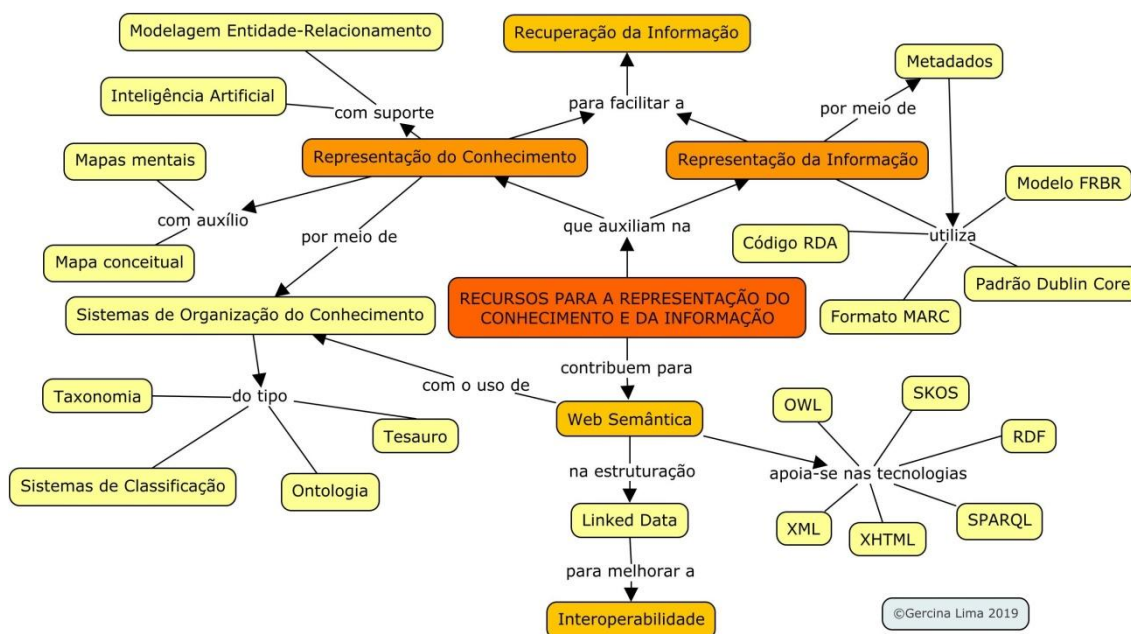 Modelagem Entidade-Relacionamento
Recuperação da Informação
Metadados
Inteligência Artificial
com suporte
para facilitar a
por meio de
Mapas mentais
Representação do Conhecimento
Representação da Informação
Modelo FRBR
com auxílio
por meio de
que auxiliam na
Código RDA
utiliza
Mapa conceitual
Padrão Dublin Core
Sistemas de Organização do Conhecimento
RECURSOS PARA A REPRESENTAÇÃO DO
CONHECIMENTO E DA INFORMAÇÃO
Formato MARC
contribuem para
com o uso de
Taxonomia
do tipo
Tesauro
Web Semântica
OWL
SKOS
RDF
Sistemas de Classificação
Ontologia
na estruturação
apoia-se nas tecnologias
Linked Data
XML
XHTML
SPARQL
para melhorar a
Interoperabilidade
©Gercina Lima 2019